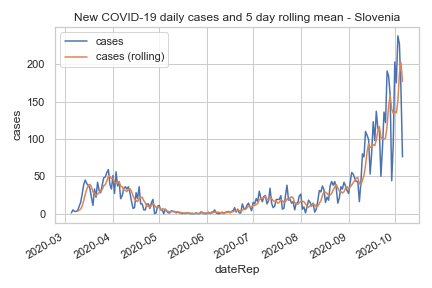 New COVID-19 daily cases and 5 day rolling mean - Slovenia
cases
cases (rolling)
200
150
100
50
0
cases
2020-03
2020-04
2020-05
2020-06
2020-07
2020-08
2020-09
2020-10
dateRep